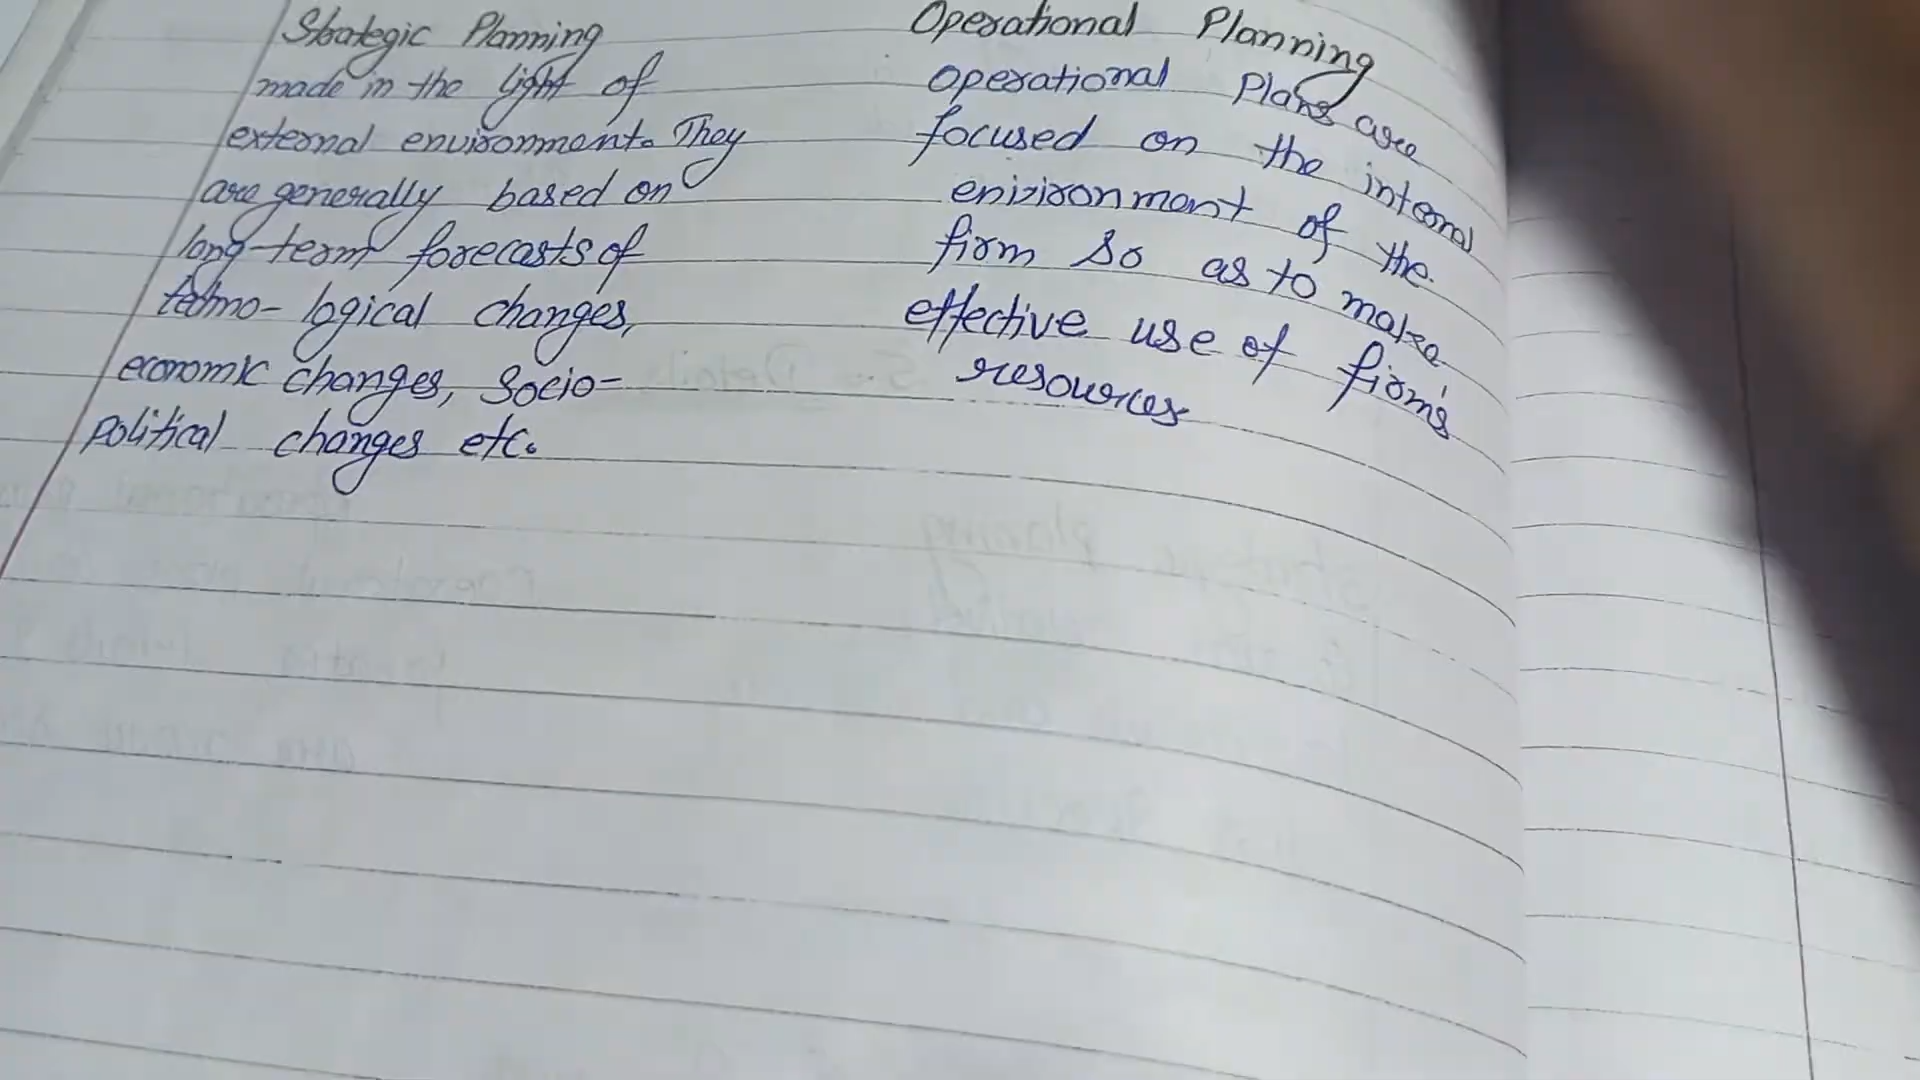 Strategic Planning
made in the light of
external environment. They
are generally based on
long-term forecasts of
techno-logical changes,
economic changes, Socio-
political changes etc.
Operational Planning
Operational Plans are
focused on the internal
environment of the
firm so as to make
effective use of firm's
resources